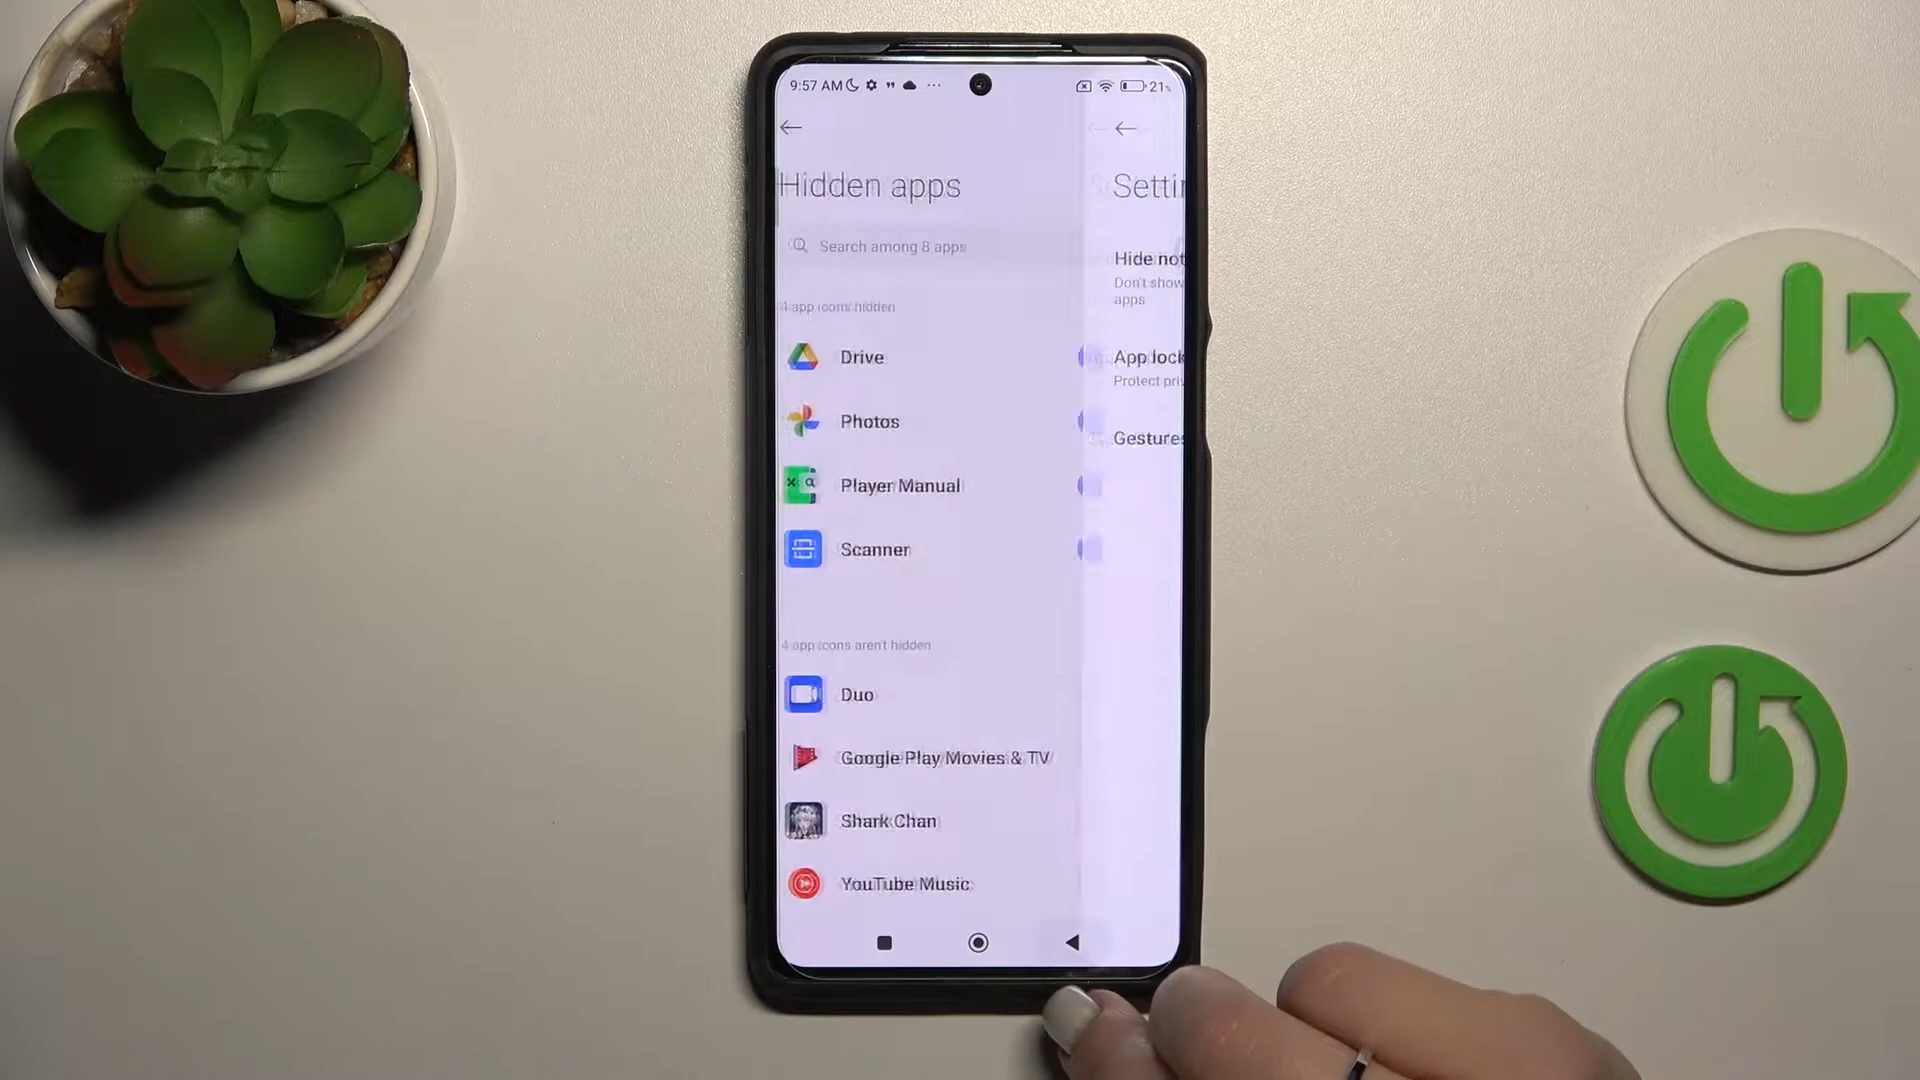 9:57 AM
21%
Hidden apps
Settin
Search among 8 apps
Hide not
Don't show
apps
4 app icons hidden
Drive
App lock
Protect priv
Photos
Gestures
Player Manual
Scanner
4 app icons aren't hidden
Duo
Google Play Movies & TV
Shark Chan
YouTube Music